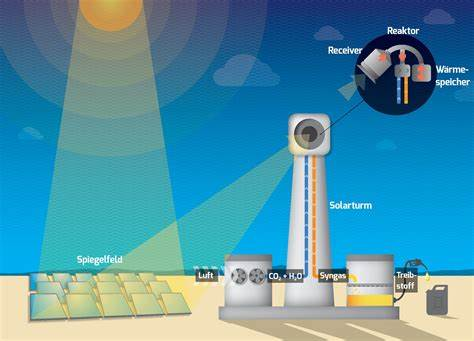 Reaktor
Receiver
Wärme-
speicher
Solarturm
Spiegelfeld
Luft
CO₂ + H₂O
Syngas
Treib-
stoff